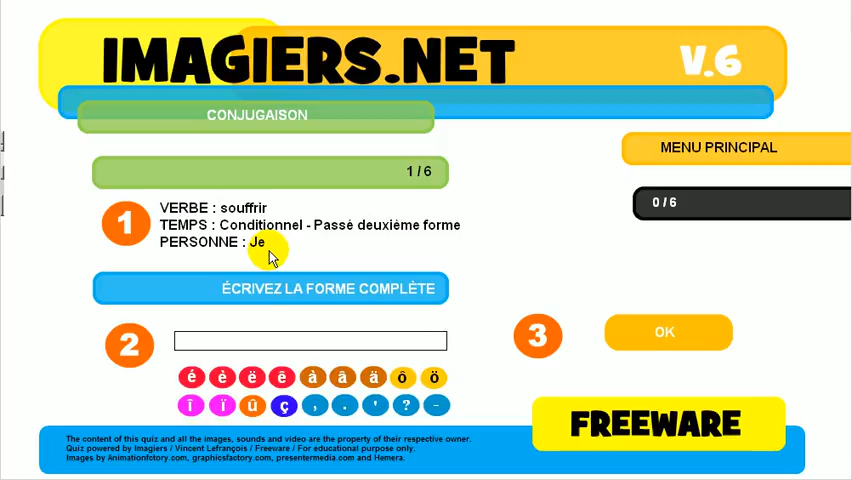 IMAGIERS.NET
V.6
CONJUGAISON
MENU PRINCIPAL
1 / 6
0 / 6
1
VERBE : souffrir
TEMPS : Conditionnel - Passé deuxième forme
PERSONNE : Je
ÉCRIVEZ LA FORME COMPLÈTE
2
3
OK
é è ë ê à â ä ô ö
î ï û ç , . ' ? -
FREEWARE
The content of this quiz and all the images, sounds and video are the property of their respective owner.
Quiz powered by Imagiers / Vincent Lefrançois / Freeware / For educational purpose only.
Images by Animationfctory.com, graphicsfactory.com, presentermedia.com and Hemera.